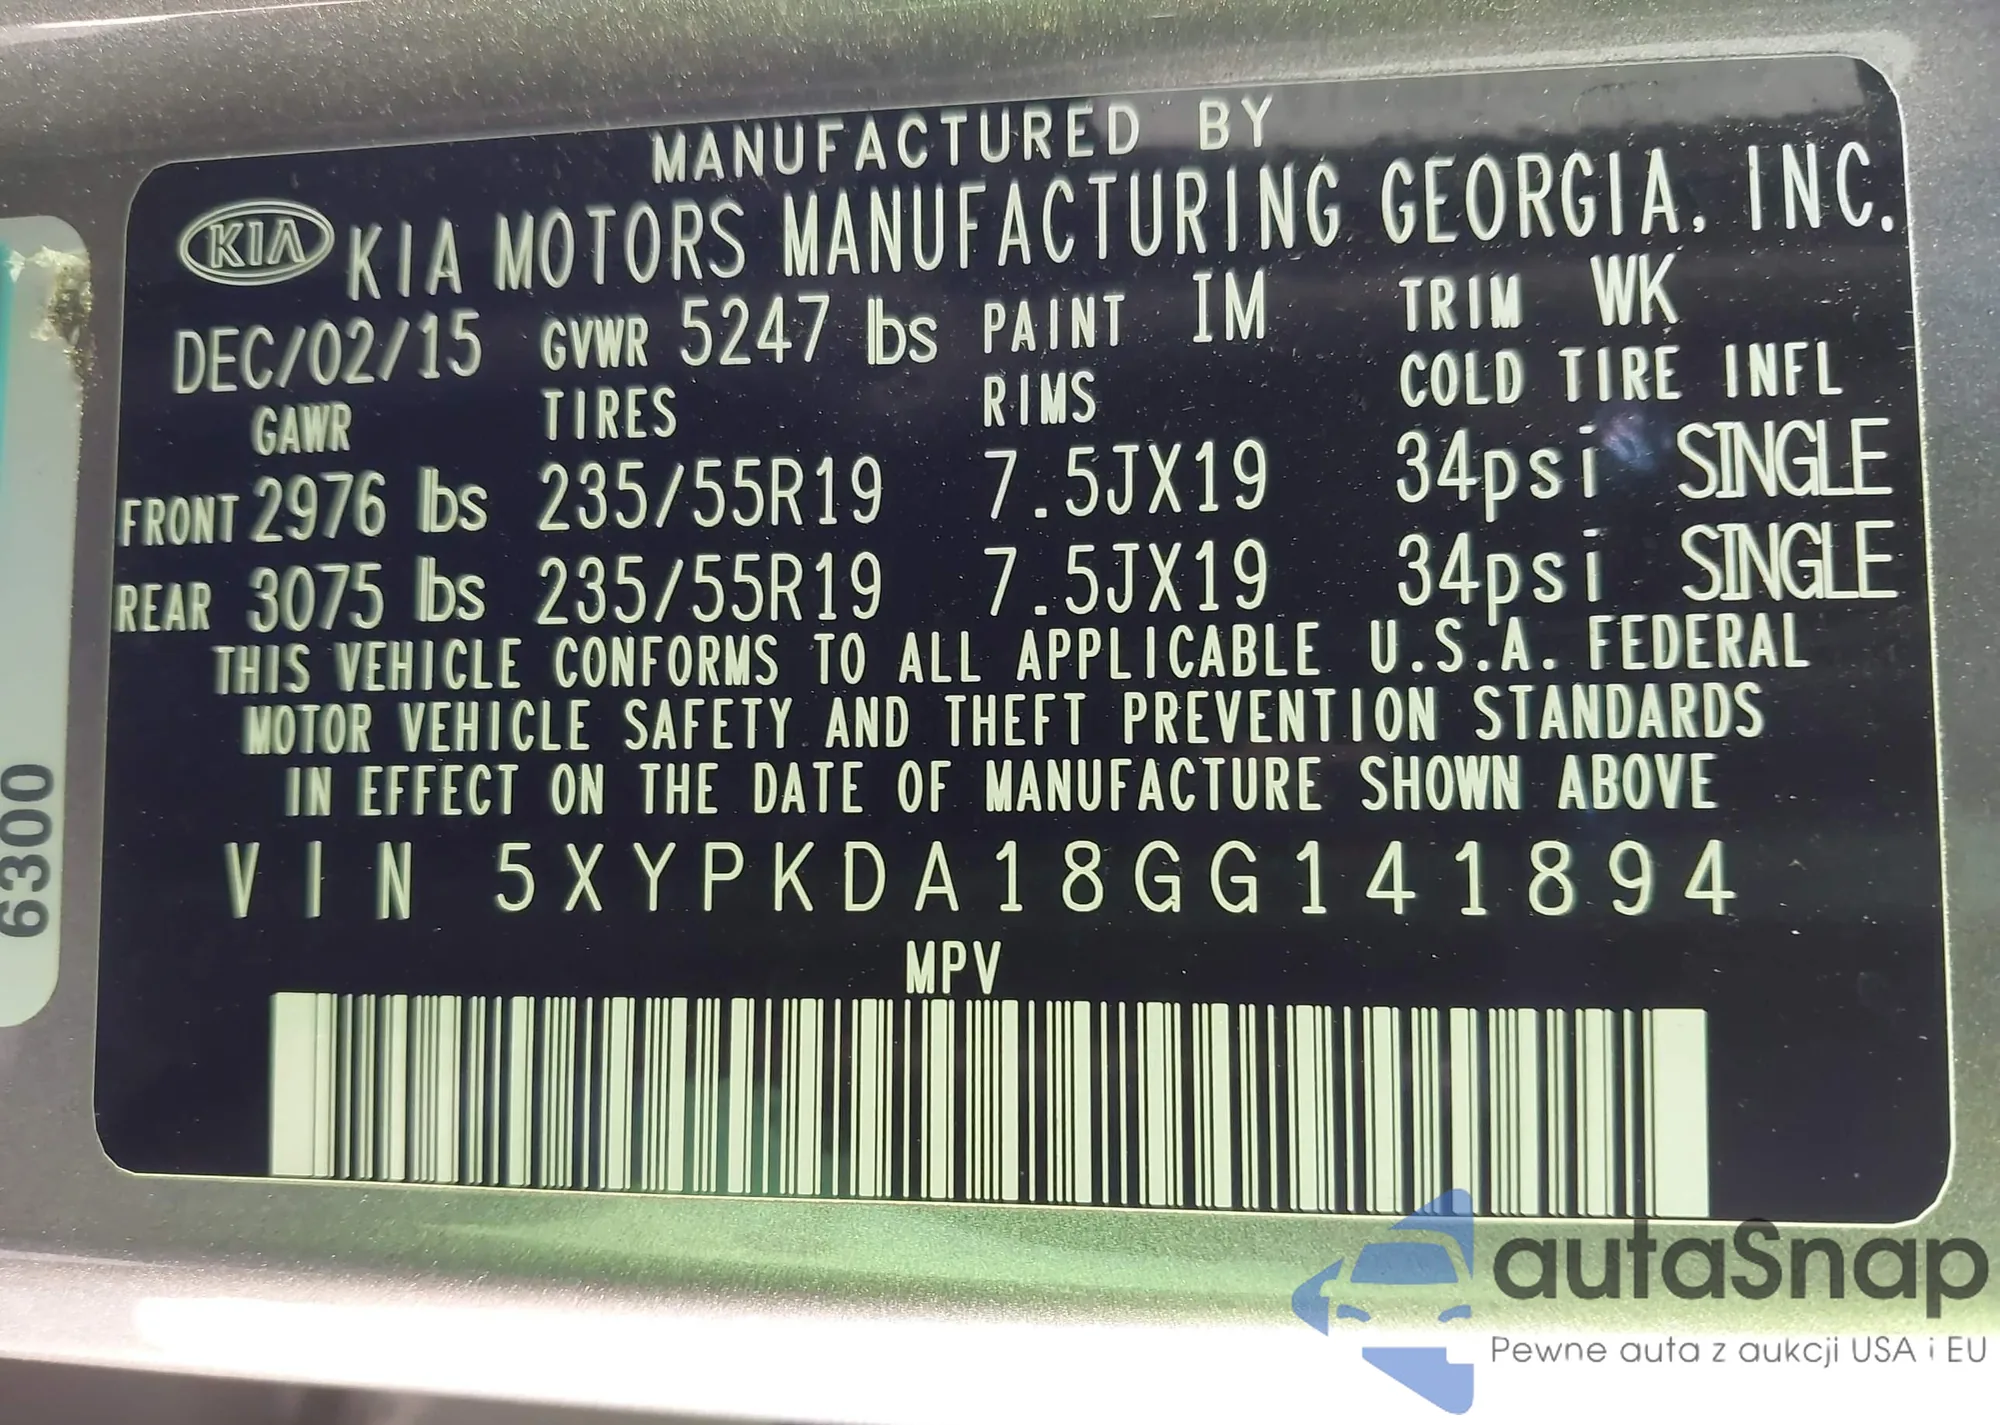 MANUFACTURED BY
KIA KIA MOTORS MANUFACTURING GEORGIA, INC.
DEC/02/15 GVWR 5247 lbs PAINT IM TRIM WK
GAWR TIRES RIMS COLD TIRE INFL
FRONT 2976 lbs 235/55R19 7.5JX19 34psi SINGLE
REAR 3075 lbs 235/55R19 7.5JX19 34psi SINGLE
THIS VEHICLE CONFORMS TO ALL APPLICABLE U.S.A. FEDERAL
MOTOR VEHICLE SAFETY AND THEFT PREVENTION STANDARDS
IN EFFECT ON THE DATE OF MANUFACTURE SHOWN ABOVE
VIN 5XYPKDA18GG141894
MPV
6300
autaSnap
Pewne auta z aukcji USA i EU